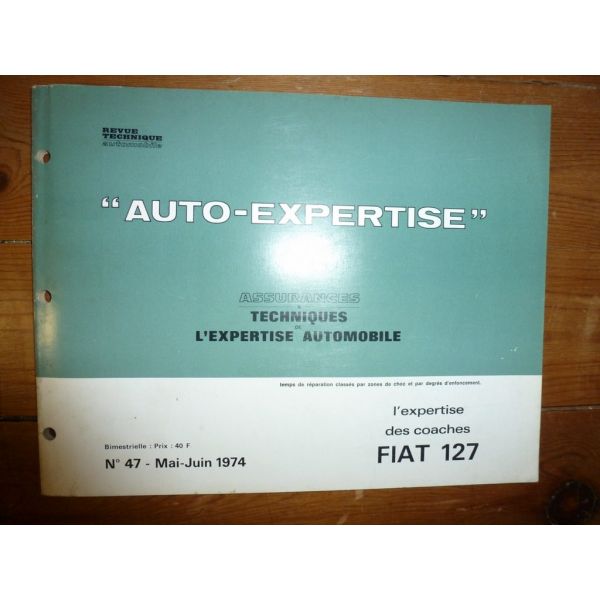 REVUE
TECHNIQUE
automobile
“AUTO-EXPERTISE”
ASSURANCES
&
TECHNIQUES
DE
L'EXPERTISE AUTOMOBILE
temps de réparation classés par zones de choc et par degrés d'enfoncement.
l'expertise
des coaches
FIAT 127
Bimestrielle : Prix : 40 F
N° 47 - Mai-Juin 1974